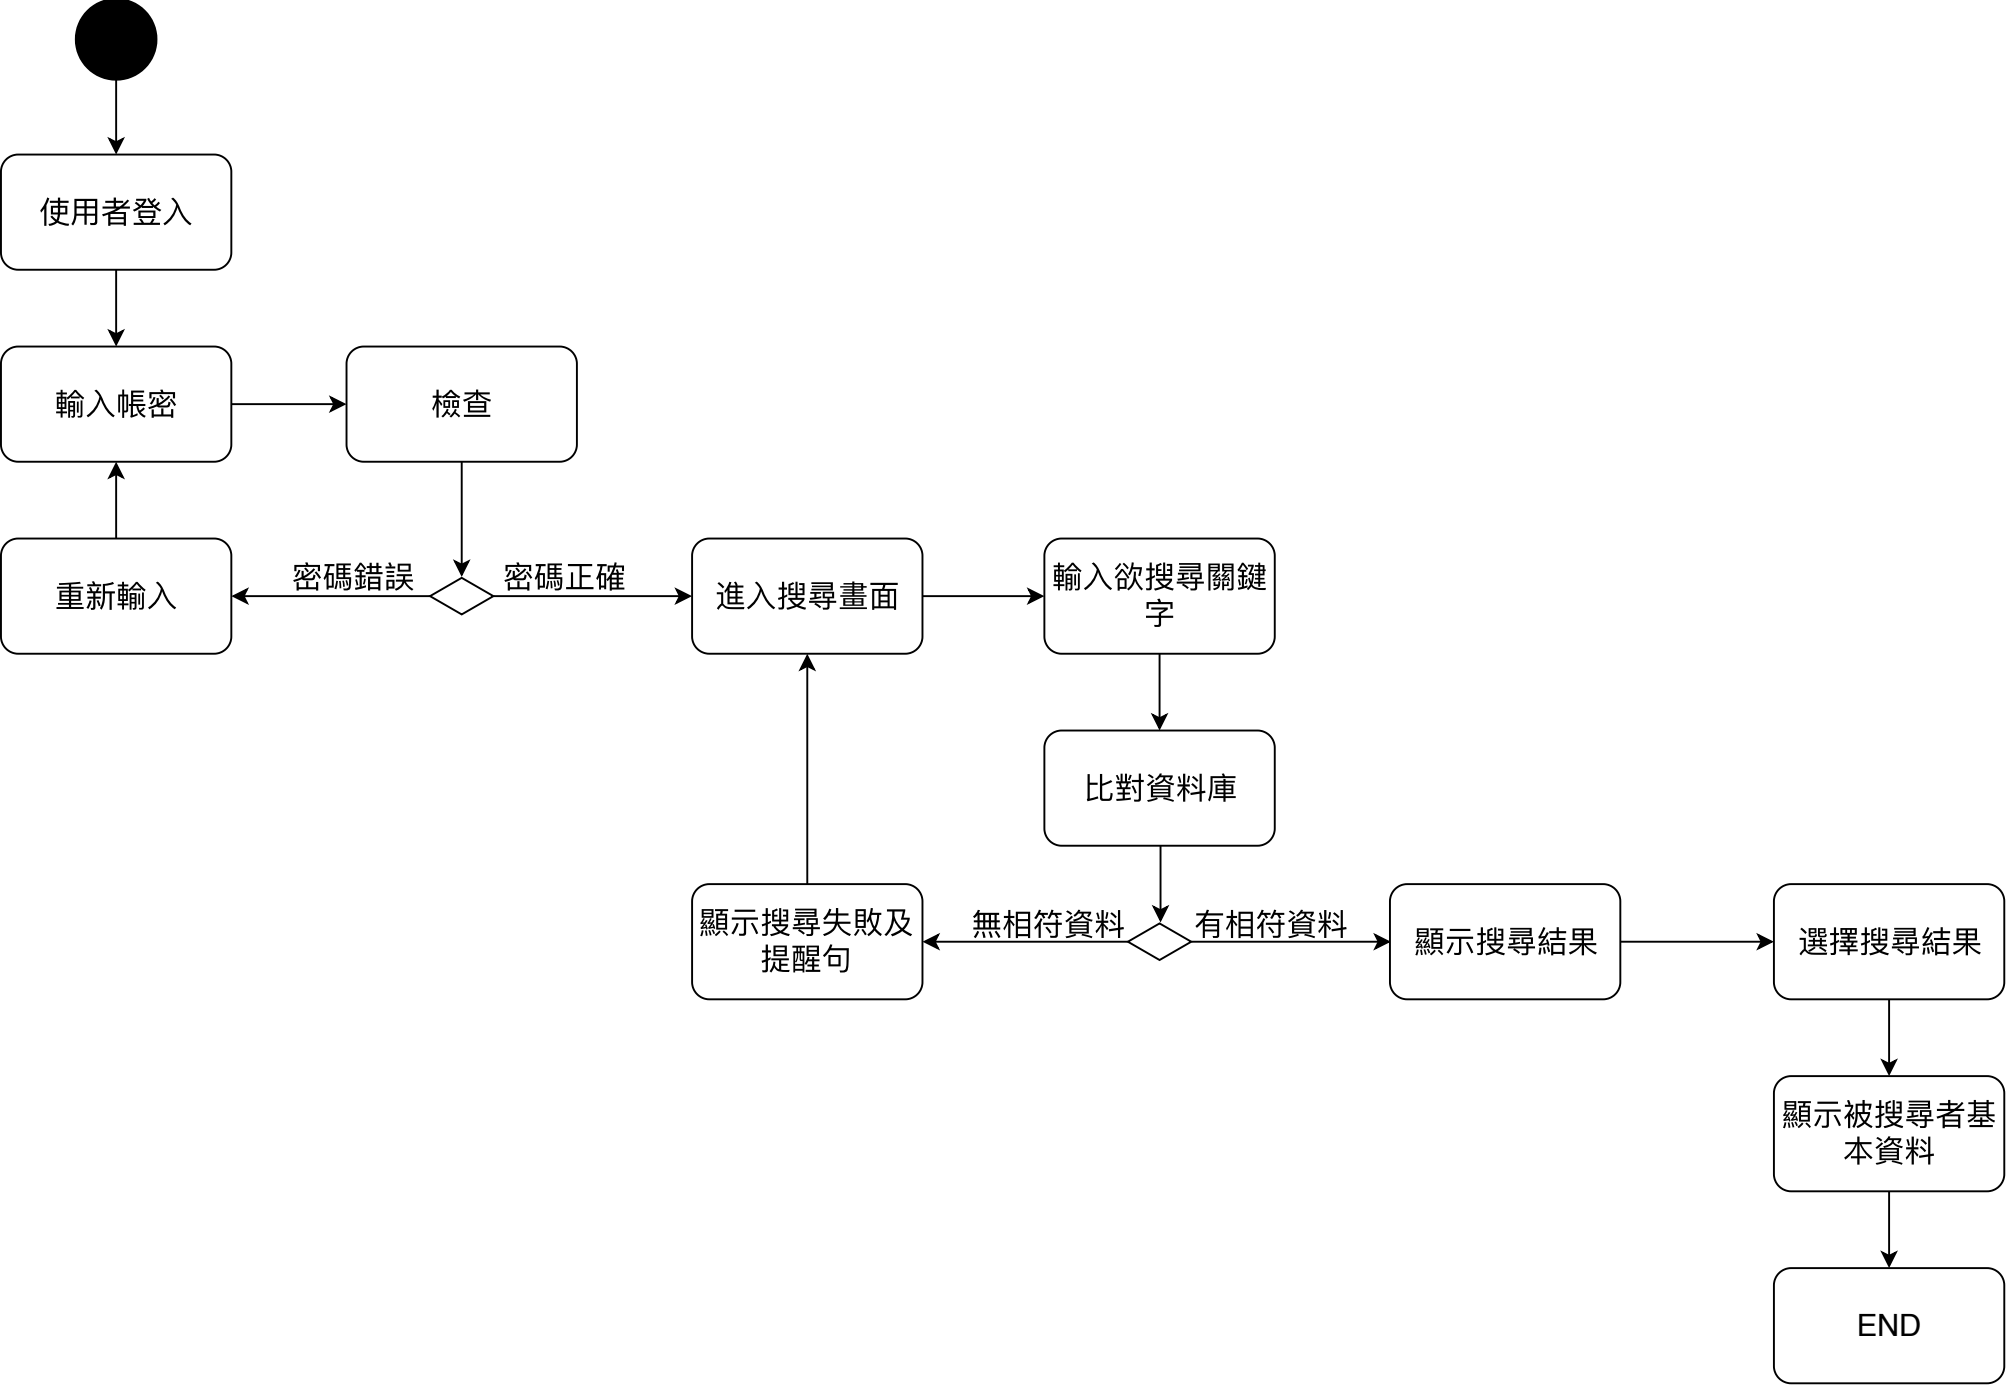 使用者登入
輸入帳密
檢查
重新輸入
密碼錯誤
密碼正確
進入搜尋畫面
輸入欲搜尋關鍵
字
比對資料庫
顯示搜尋失敗及
提醒句
無相符資料
有相符資料
顯示搜尋結果
選擇搜尋結果
顯示被搜尋者基
本資料
END